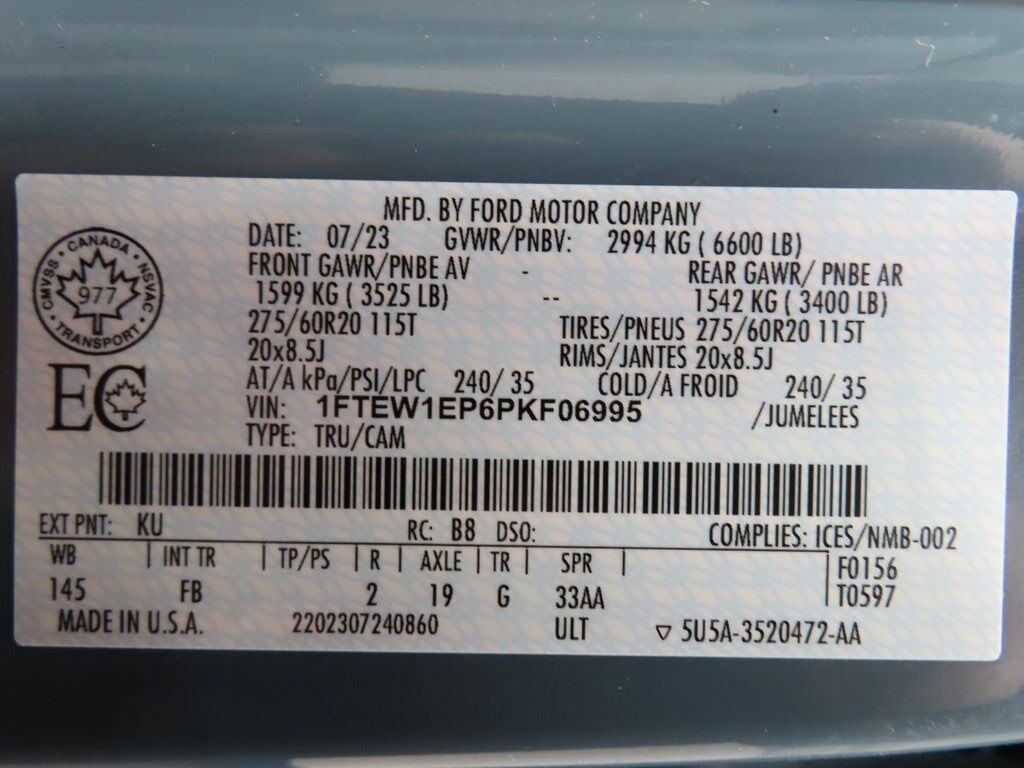 MFD. BY FORD MOTOR COMPANY
DATE: 07/23 GVWR/PNBV: 2994 KG ( 6600 LB)
FRONT GAWR/PNBE AV - REAR GAWR/ PNBE AR
1599 KG ( 3525 LB) -- 1542 KG ( 3400 LB)
275/60R20 115T TIRES/PNEUS 275/60R20 115T
20x8.5J RIMS/JANTES 20x8.5J
AT/A kPa/PSI/LPC 240/ 35 COLD/A FROID 240/ 35
VIN: 1FTEW1EP6PKF06995 /JUMELEES
TYPE: TRU/CAM
CANADA
CMVSS · NSVAC
977
TRANSPORT
EC
EXT PNT: KU RC: B8 DSO: COMPLIES: ICES/NMB-002
WB | INT TR | TP/PS | R | AXLE | TR | SPR | F0156
145 FB 2 19 G 33AA T0597
MADE IN U.S.A. 2202307240860 ULT ▽ 5U5A-3520472-AA